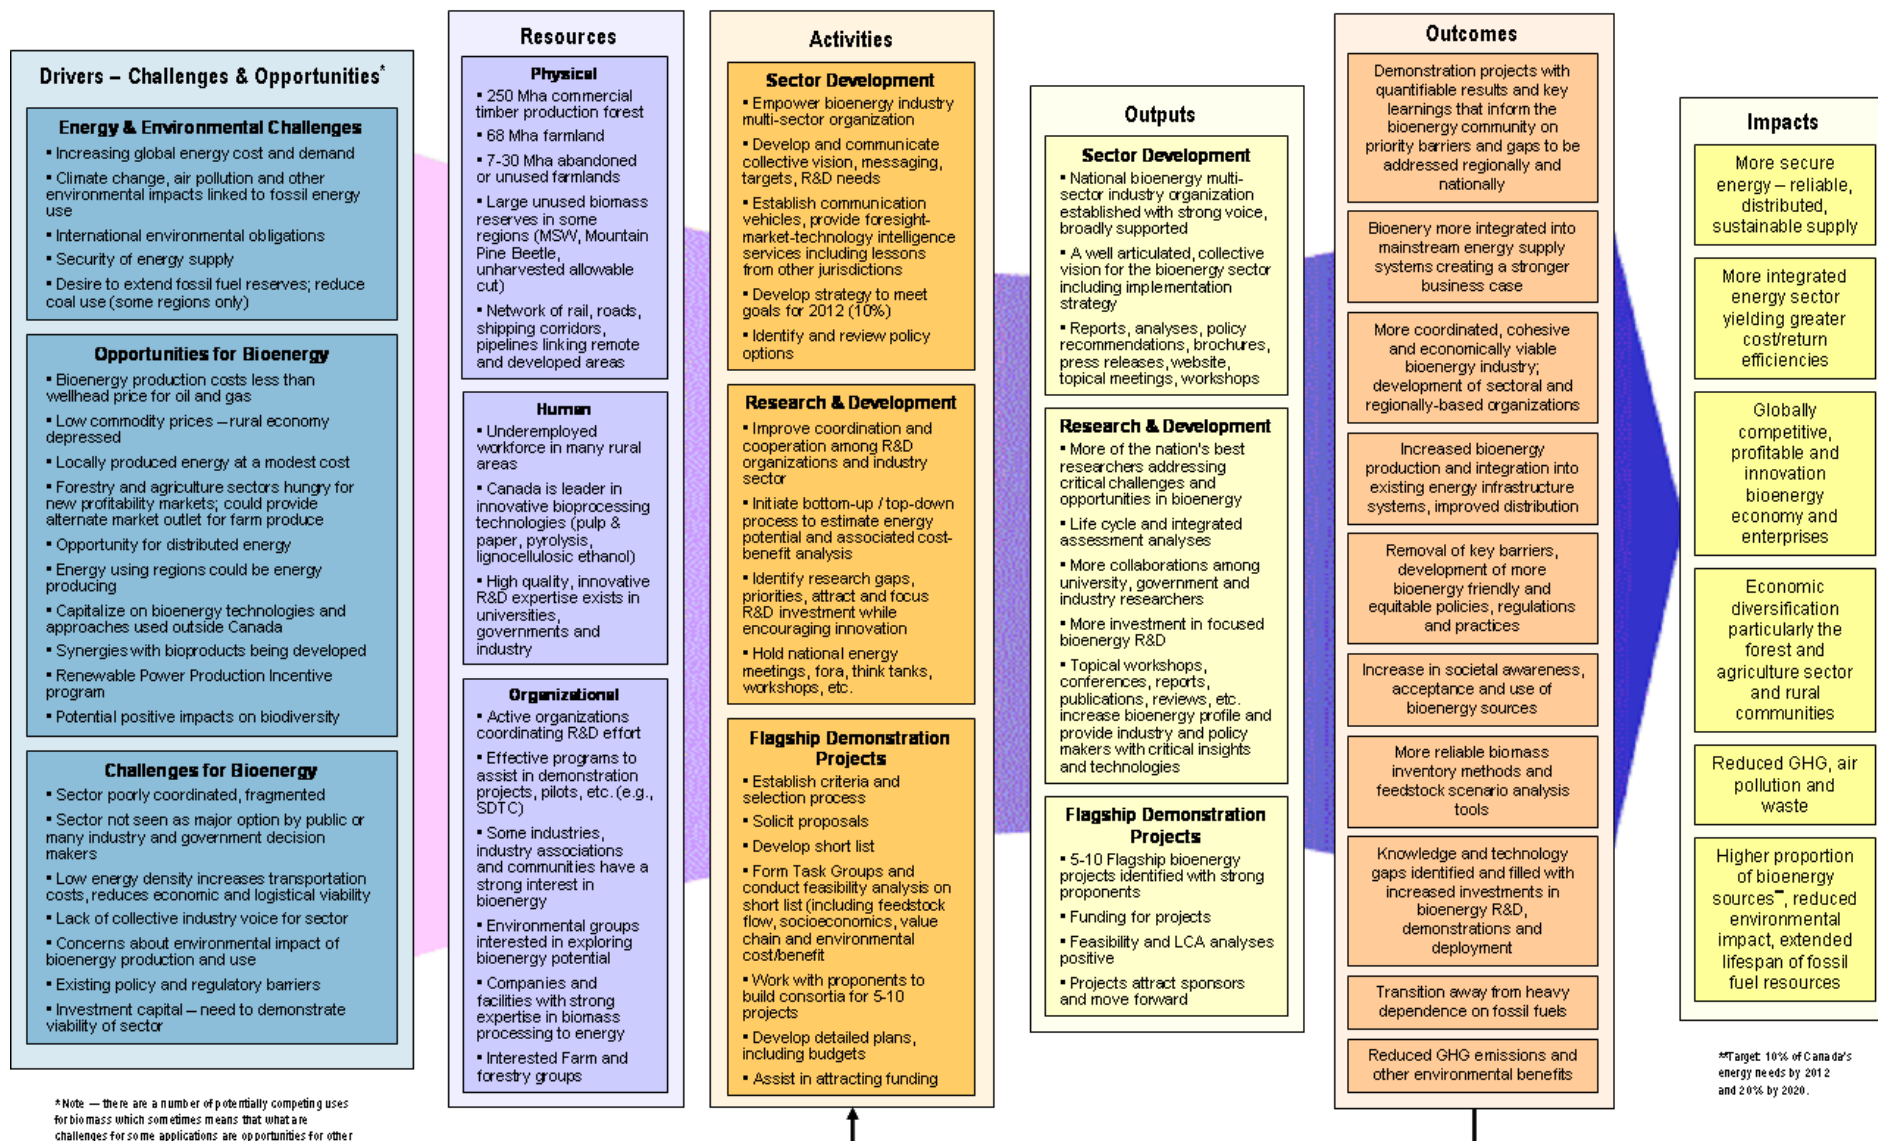 Drivers – Challenges & Opportunities*
Energy & Environmental Challenges
▪ Increasing global energy cost and demand
▪ Climate change, air pollution and other
environmental impacts linked to fossil energy
use
▪ International environmental obligations
▪ Security of energy supply
▪ Desire to extend fossil fuel reserves; reduce
coal use (some regions only)
Opportunities for Bioenergy
▪ Bioenergy production costs less than
wellhead price for oil and gas
▪ Low commodity prices – rural economy
depressed
▪ Locally produced energy at a modest cost
▪ Forestry and agriculture sectors hungry for
new profitability markets; could provide
alternate market outlet for farm produce
▪ Opportunity for distributed energy
▪ Energy using regions could be energy
producing
▪ Capitalize on bioenergy technologies and
approaches used outside Canada
▪ Synergies with bioproducts being developed
▪ Renewable Power Production Incentive
program
▪ Potential positive impacts on biodiversity
Challenges for Bioenergy
▪ Sector poorly coordinated, fragmented
▪ Sector not seen as major option by public or
many industry and government decision
makers
▪ Low energy density increases transportation
costs, reduces economic and logistical viability
▪ Lack of collective industry voice for sector
▪ Concerns about environmental impact of
bioenergy production and use
▪ Existing policy and regulatory barriers
▪ Investment capital – need to demonstrate
viability of sector
*Note — there are a number of potentially competing uses
for biomass which sometimes means that what are
challenges for some applications are opportunities for other
Resources
Physical
▪ 250 Mha commercial
timber production forest
▪ 68 Mha farmland
▪ 7-30 Mha abandoned
or unused farmlands
▪ Large unused biomass
reserves in some
regions (MSW, Mountain
Pine Beetle,
unharvested allowable
cut)
▪ Network of rail, roads,
shipping corridors,
pipelines linking remote
and developed areas
Human
▪ Underemployed
workforce in many rural
areas
▪ Canada is leader in
innovative bioprocessing
technologies (pulp &
paper, pyrolysis,
lignocellulosic ethanol)
▪ High quality, innovative
R&D expertise exists in
universities,
governments and
industry
Organizational
▪ Active organizations
coordinating R&D effort
▪ Effective programs to
assist in demonstration
projects, pilots, etc. (e.g.,
SDTC)
▪ Some industries,
industry associations
and communities have a
strong interest in
bioenergy
▪ Environmental groups
interested in exploring
bioenergy potential
▪ Companies and
facilities with strong
expertise in biomass
processing to energy
▪ Interested Farm and
forestry groups
Activities
Sector Development
▪ Empower bioenergy industry
multi-sector organization
▪ Develop and communicate
collective vision, messaging,
targets, R&D needs
▪ Establish communication
vehicles, provide foresight-
market-technology intelligence
services including lessons
from other jurisdictions
▪ Develop strategy to meet
goals for 2012 (10%)
▪ Identify and review policy
options
Research & Development
▪ Improve coordination and
cooperation among R&D
organizations and industry
sector
▪ Initiate bottom-up / top-down
process to estimate energy
potential and associated cost-
benefit analysis
▪ Identify research gaps,
priorities, attract and focus
R&D investment while
encouraging innovation
▪ Hold national energy
meetings, fora, think tanks,
workshops, etc.
Flagship Demonstration
Projects
▪ Establish criteria and
selection process
▪ Solicit proposals
▪ Develop short list
▪ Form Task Groups and
conduct feasibility analysis on
short list (including feedstock
flow, socioeconomics, value
chain and environmental
cost/benefit
▪ Work with proponents to
build consortia for 5-10
projects
▪ Develop detailed plans,
including budgets
▪ Assist in attracting funding
Outputs
Sector Development
▪ National bioenergy multi-
sector industry organization
established with strong voice,
broadly supported
▪ A well articulated, collective
vision for the bioenergy sector
including implementation
strategy
▪ Reports, analyses, policy
recommendations, brochures,
press releases, website,
topical meetings, workshops
Research & Development
▪ More of the nation's best
researchers addressing
critical challenges and
opportunities in bioenergy
▪ Life cycle and integrated
assessment analyses
▪ More collaborations among
university, government and
industry researchers
▪ More investment in focused
bioenergy R&D
▪ Topical workshops,
conferences, reports,
publications, reviews, etc.
increase bioenergy profile and
provide industry and policy
makers with critical insights
and technologies
Flagship Demonstration
Projects
▪ 5-10 Flagship bioenergy
projects identified with strong
proponents
▪ Funding for projects
▪ Feasibility and LCA analyses
positive
▪ Projects attract sponsors
and move forward
Outcomes
Demonstration projects with
quantifiable results and key
learnings that inform the
bioenergy community on
priority barriers and gaps to be
addressed regionally and
nationally
Bioenery more integrated into
mainstream energy supply
systems creating a stronger
business case
More coordinated, cohesive
and economically viable
bioenergy industry;
development of sectoral and
regionally-based organizations
Increased bioenergy
production and integration into
existing energy infrastructure
systems, improved distribution
Removal of key barriers,
development of more
bioenergy friendly and
equitable policies, regulations
and practices
Increase in societal awareness,
acceptance and use of
bioenergy sources
More reliable biomass
inventory methods and
feedstock scenario analysis
tools
Knowledge and technology
gaps identified and filled with
increased investments in
bioenergy R&D,
demonstrations and
deployment
Transition away from heavy
dependence on fossil fuels
Reduced GHG emissions and
other environmental benefits
Impacts
More secure
energy – reliable,
distributed,
sustainable supply
More integrated
energy sector
yielding greater
cost/return
efficiencies
Globally
competitive,
profitable and
innovation
bioenergy
economy and
enterprises
Economic
diversification
particularly the
forest and
agriculture sector
and rural
communities
Reduced GHG, air
pollution and
waste
Higher proportion
of bioenergy
sources**, reduced
environmental
impact, extended
lifespan of fossil
fuel resources
**Target: 10% of Canada's
energy needs by 2012
and 20% by 2020.